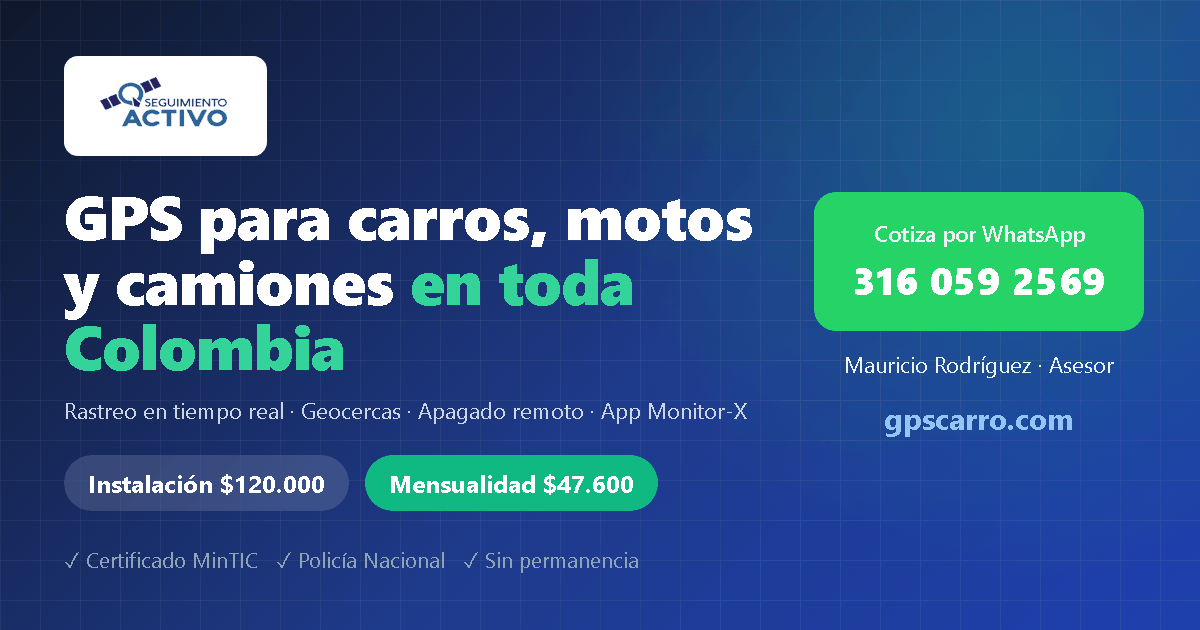 SEGUIMIENTO
ACTIVO
GPS para carros, motos
y camiones en toda
Colombia
Rastreo en tiempo real · Geocercas · Apagado remoto · App Monitor-X
Instalación $120.000
Mensualidad $47.600
✓ Certificado MinTIC ✓ Policía Nacional ✓ Sin permanencia
Cotiza por WhatsApp
316 059 2569
Mauricio Rodríguez · Asesor
gpscarro.com